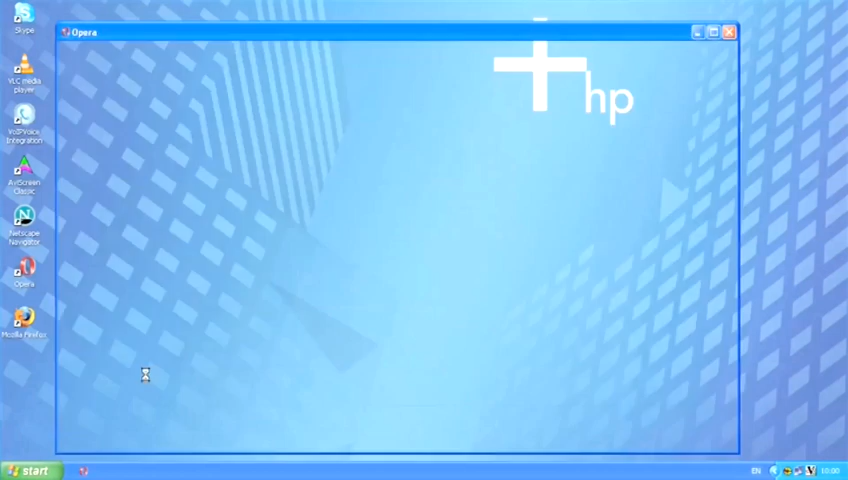 Skype
VLC media
player
VoIPVoice
Integration
AviScreen
Classic
Netscape
Navigator
Opera
Mozilla Firefox
Opera
+hp
start
EN
10:00